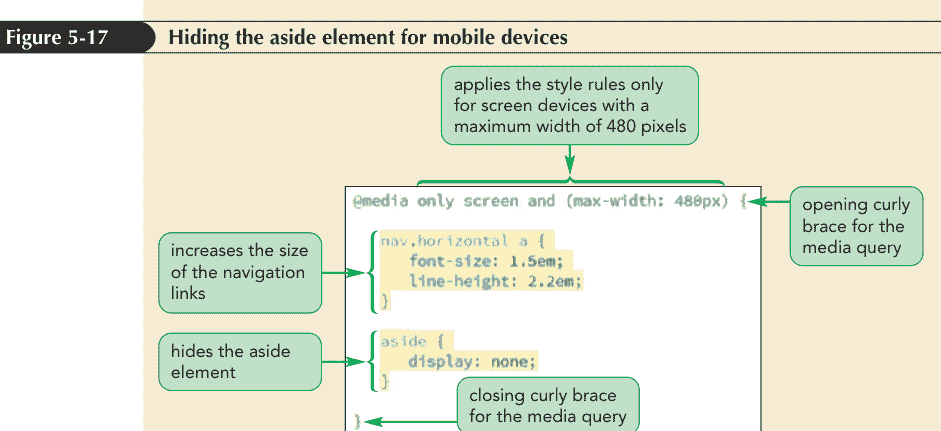 Figure 5-17
Hiding the aside element for mobile devices
applies the style rules only
for screen devices with a
maximum width of 480 pixels
@media only screen and (max-width: 480px) {
opening curly
brace for the
media query
increases the size
of the navigation
links
nav.horizontal a {
font-size: 1.5em;
line-height: 2.2em;
}
hides the aside
element
aside {
display: none;
}
closing curly brace
for the media query
}